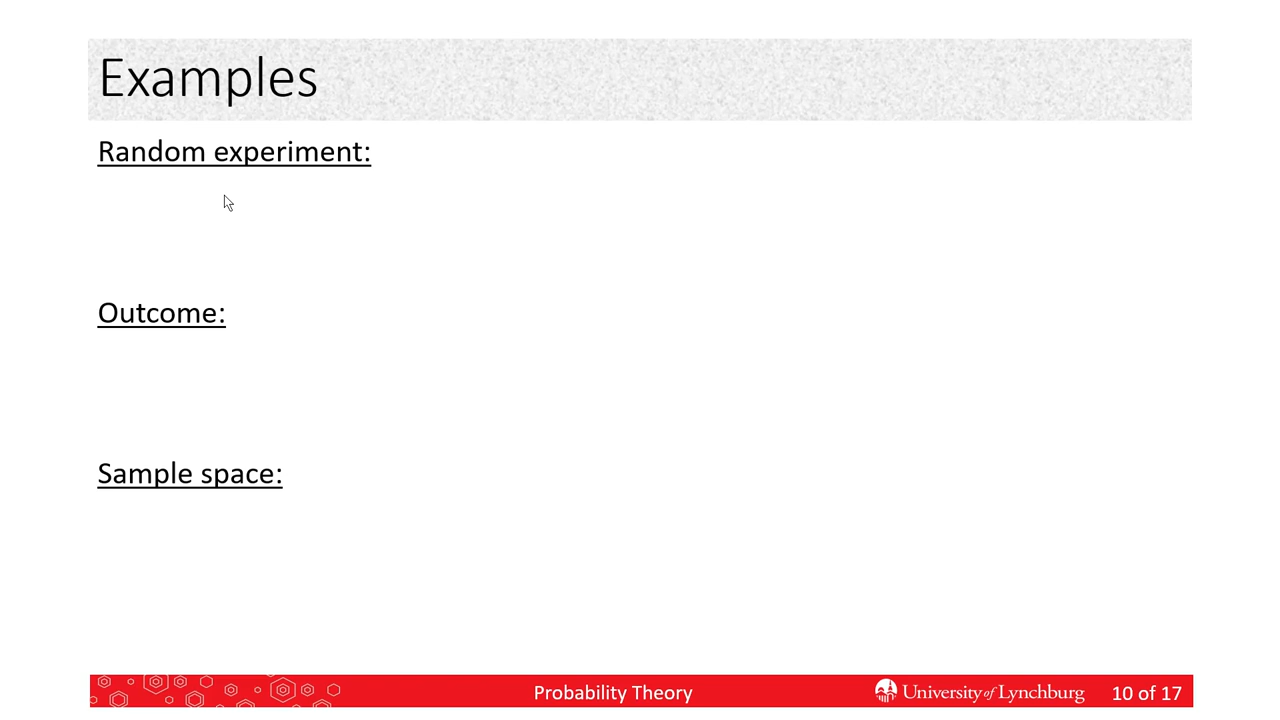 Examples
Random experiment:
Outcome:
Sample space:
Probability Theory
University of Lynchburg
10 of 17